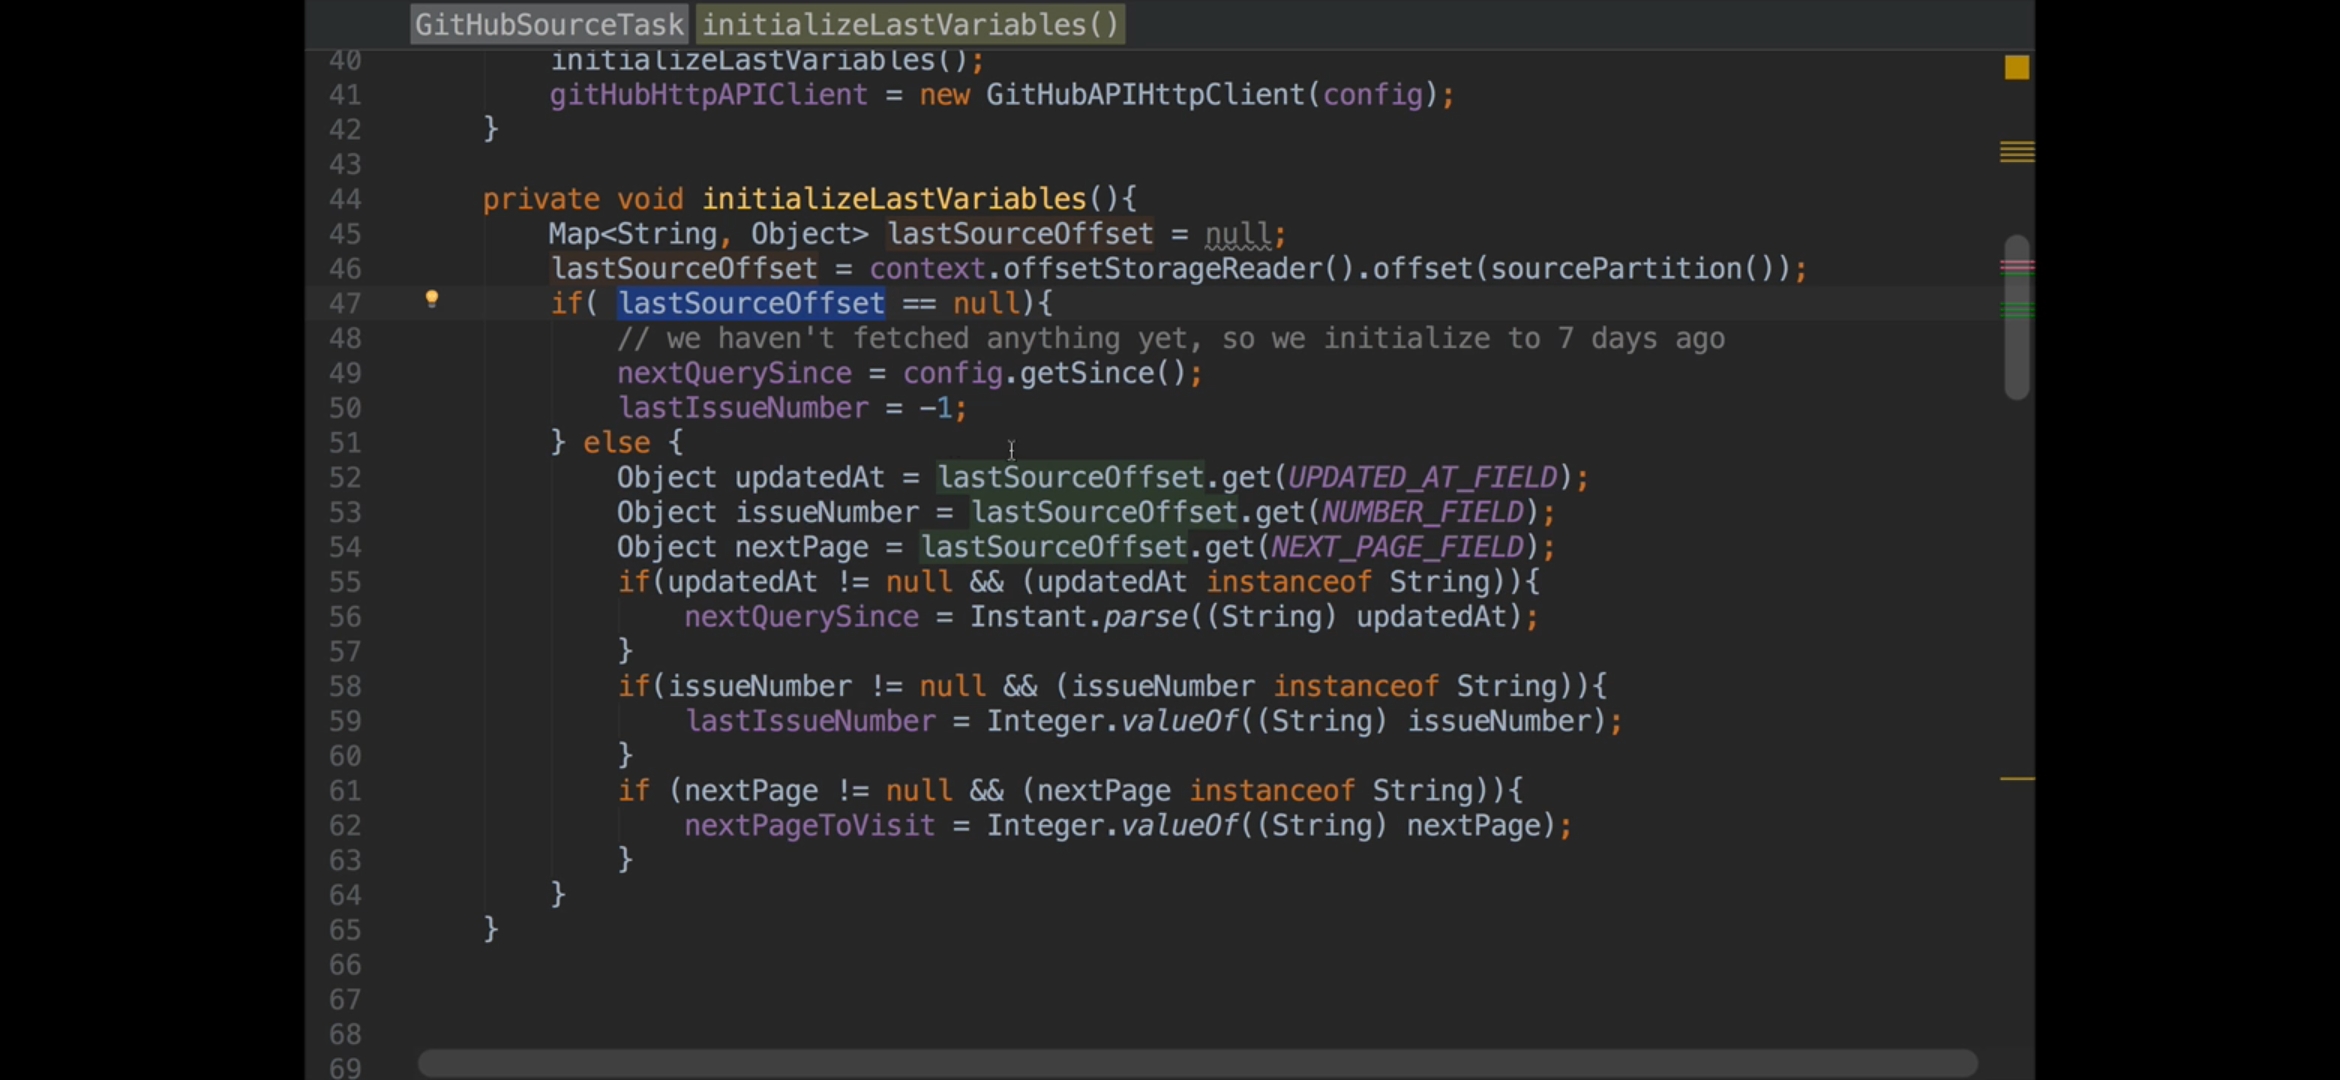 GitHubSourceTask initializeLastVariables()
40 initializeLastVariables();
41 gitHubHttpAPIClient = new GitHubAPIHttpClient(config);
42 }
43
44 private void initializeLastVariables(){
45 Map<String, Object> lastSourceOffset = null;
46 lastSourceOffset = context.offsetStorageReader().offset(sourcePartition());
47 if( lastSourceOffset == null){
48 // we haven't fetched anything yet, so we initialize to 7 days ago
49 nextQuerySince = config.getSince();
50 lastIssueNumber = -1;
51 } else {
52 Object updatedAt = lastSourceOffset.get(UPDATED_AT_FIELD);
53 Object issueNumber = lastSourceOffset.get(NUMBER_FIELD);
54 Object nextPage = lastSourceOffset.get(NEXT_PAGE_FIELD);
55 if(updatedAt != null && (updatedAt instanceof String)){
56 nextQuerySince = Instant.parse((String) updatedAt);
57 }
58 if(issueNumber != null && (issueNumber instanceof String)){
59 lastIssueNumber = Integer.valueOf((String) issueNumber);
60 }
61 if (nextPage != null && (nextPage instanceof String)){
62 nextPageToVisit = Integer.valueOf((String) nextPage);
63 }
64 }
65 }
66
67
68
69